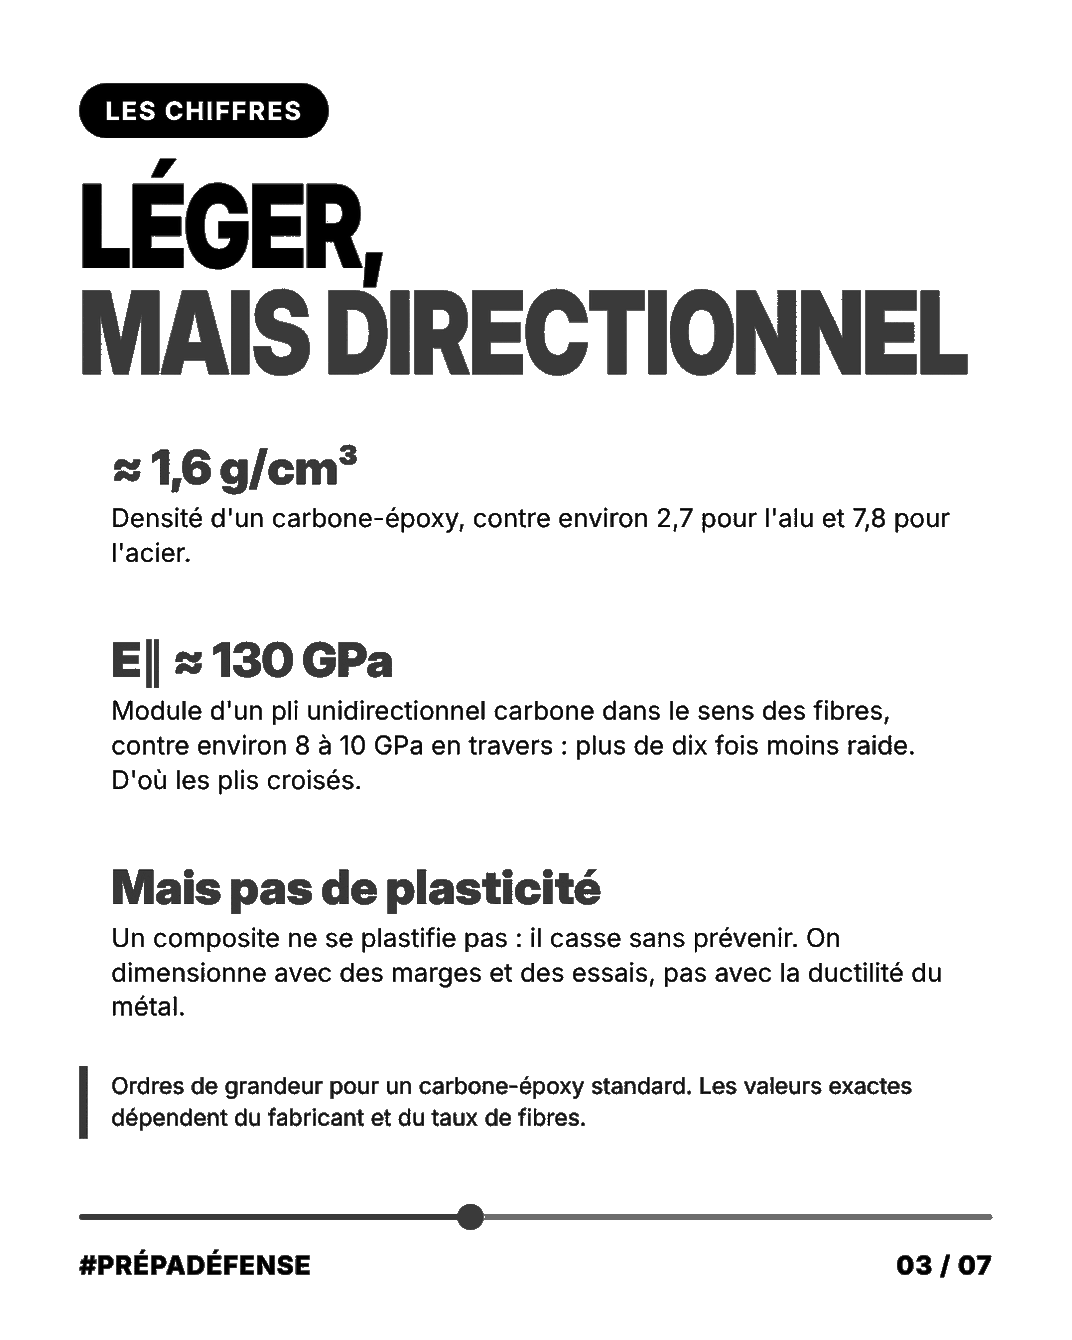 LES CHIFFRES
LÉGER,
MAIS DIRECTIONNEL
≈ 1,6 g/cm³
Densité d'un carbone-époxy, contre environ 2,7 pour l'alu et 7,8 pour
l'acier.
E∥ ≈ 130 GPa
Module d'un pli unidirectionnel carbone dans le sens des fibres,
contre environ 8 à 10 GPa en travers : plus de dix fois moins raide.
D'où les plis croisés.
Mais pas de plasticité
Un composite ne se plastifie pas : il casse sans prévenir. On
dimensionne avec des marges et des essais, pas avec la ductilité du
métal.
Ordres de grandeur pour un carbone-époxy standard. Les valeurs exactes
dépendent du fabricant et du taux de fibres.
#PRÉPADÉFENSE
03 / 07